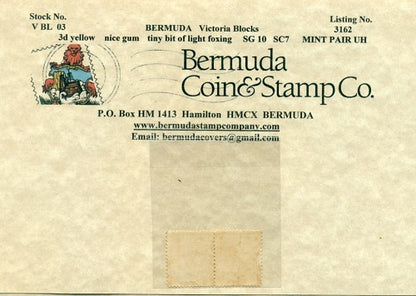 Stock No.
V BL 03
BERMUDA Victoria Blocks
Listing No.
3162
3d yellow nice gum tiny bit of light foxing SG 10 SC7 MINT PAIR UH
Bermuda
Coin&Stamp Co.
P.O. Box HM 1413 Hamilton HMCX BERMUDA
www.bermudastampcompany.com
Email: bermudacovers@gmail.com